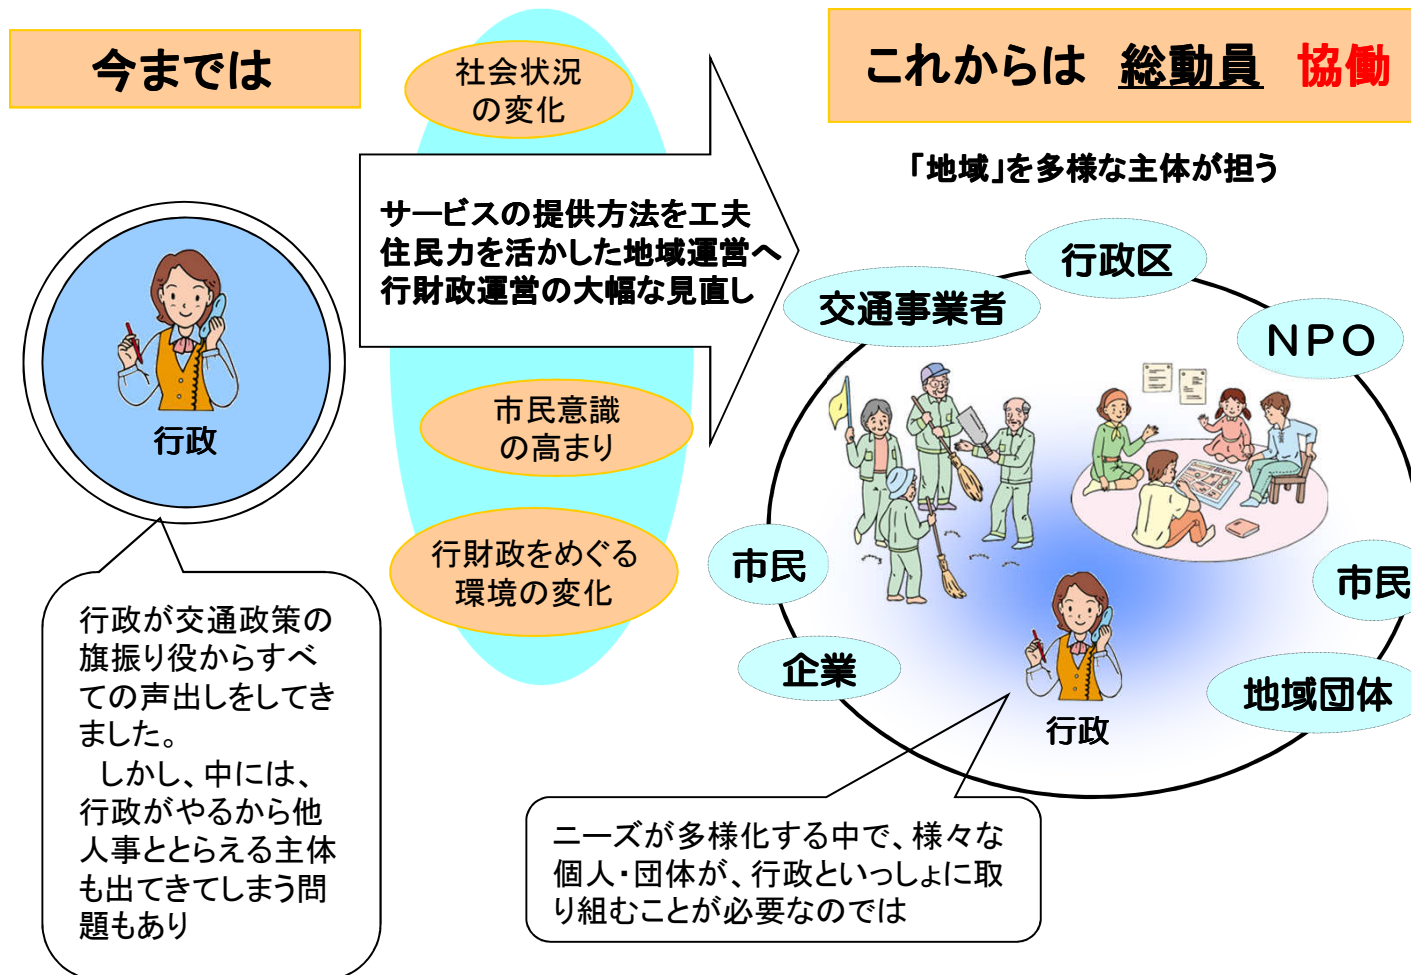 今までは
社会状況
の変化
サービスの提供方法を工夫
住民力を活かした地域運営へ
行財政運営の大幅な見直し
市民意識
の高まり
行財政をめぐる
環境の変化
行政
行政が交通政策の
旗振り役からすべ
ての声出しをしてき
ました。
しかし、中には、
行政がやるから他
人事ととらえる主体
も出てきてしまう問
題もあり
これからは 総動員 協働
「地域」を多様な主体が担う
行政区
交通事業者
NPO
市民
市民
企業
地域団体
行政
ニーズが多様化する中で、様々な
個人・団体が、行政といっしょに取
り組むことが必要なのでは